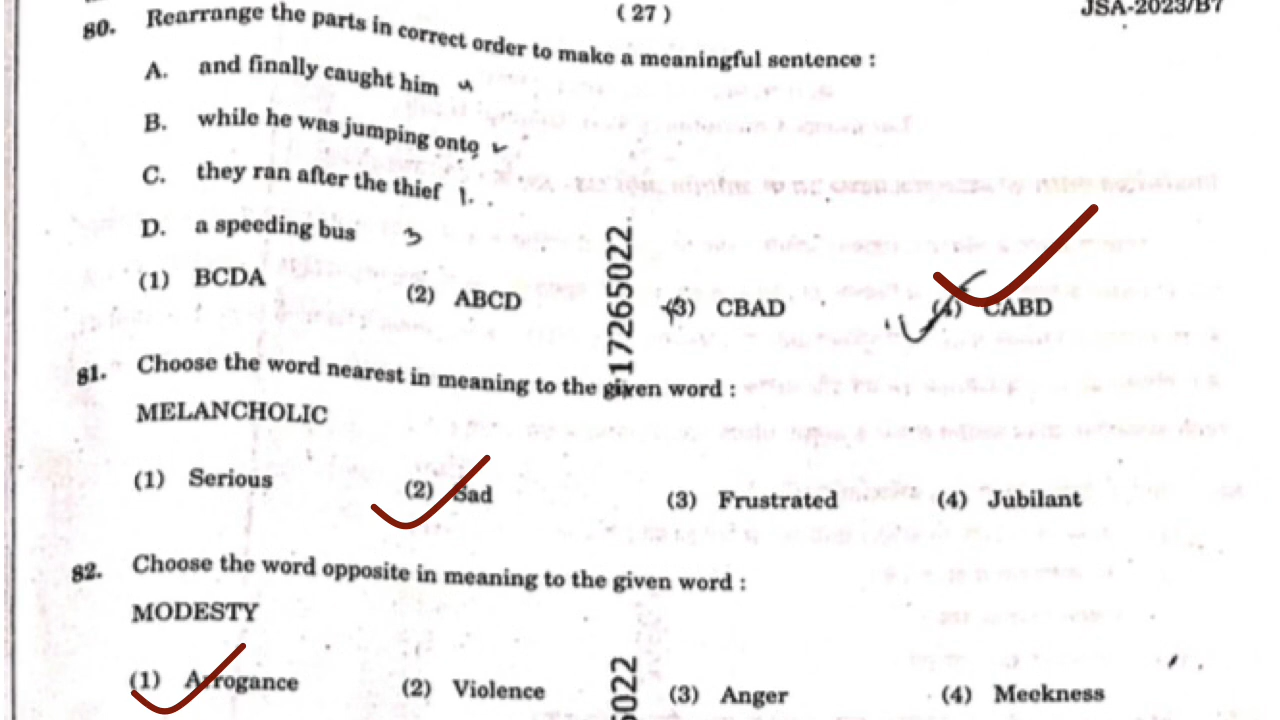 ( 27 )
JSA-2023/B7
80. Rearrange the parts in correct order to make a meaningful sentence :
A. and finally caught him
B. while he was jumping onto
C. they ran after the thief 1.
D. a speeding bus 3
(1) BCDA (2) ABCD (3) CBAD (4) CABD
17265022
81. Choose the word nearest in meaning to the given word :
MELANCHOLIC
(1) Serious (2) Sad (3) Frustrated (4) Jubilant
82. Choose the word opposite in meaning to the given word :
MODESTY
(1) Arrogance (2) Violence (3) Anger (4) Meekness
5022